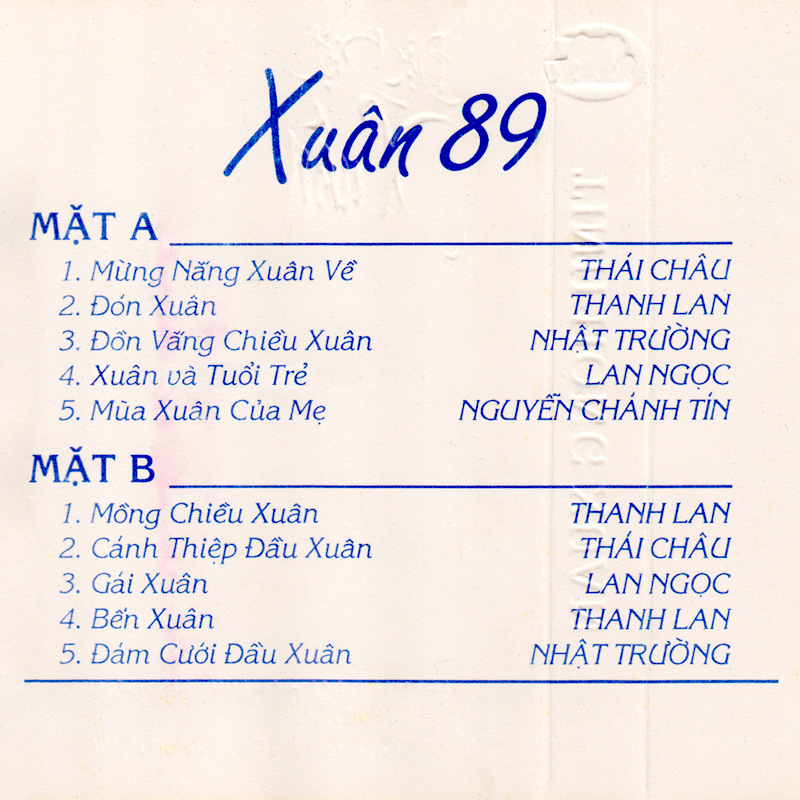 Xuân 89
MẶT A
1. Mừng Nắng Xuân Về THÁI CHÂU
2. Đón Xuân THANH LAN
3. Đồn Vắng Chiều Xuân NHẬT TRƯỜNG
4. Xuân và Tuổi Trẻ LAN NGỌC
5. Mùa Xuân Của Mẹ NGUYỄN CHÁNH TÍN
MẶT B
1. Mồng Chiều Xuân THANH LAN
2. Cánh Thiệp Đầu Xuân THÁI CHÂU
3. Gái Xuân LAN NGỌC
4. Bến Xuân THANH LAN
5. Đám Cưới Đầu Xuân NHẬT TRƯỜNG